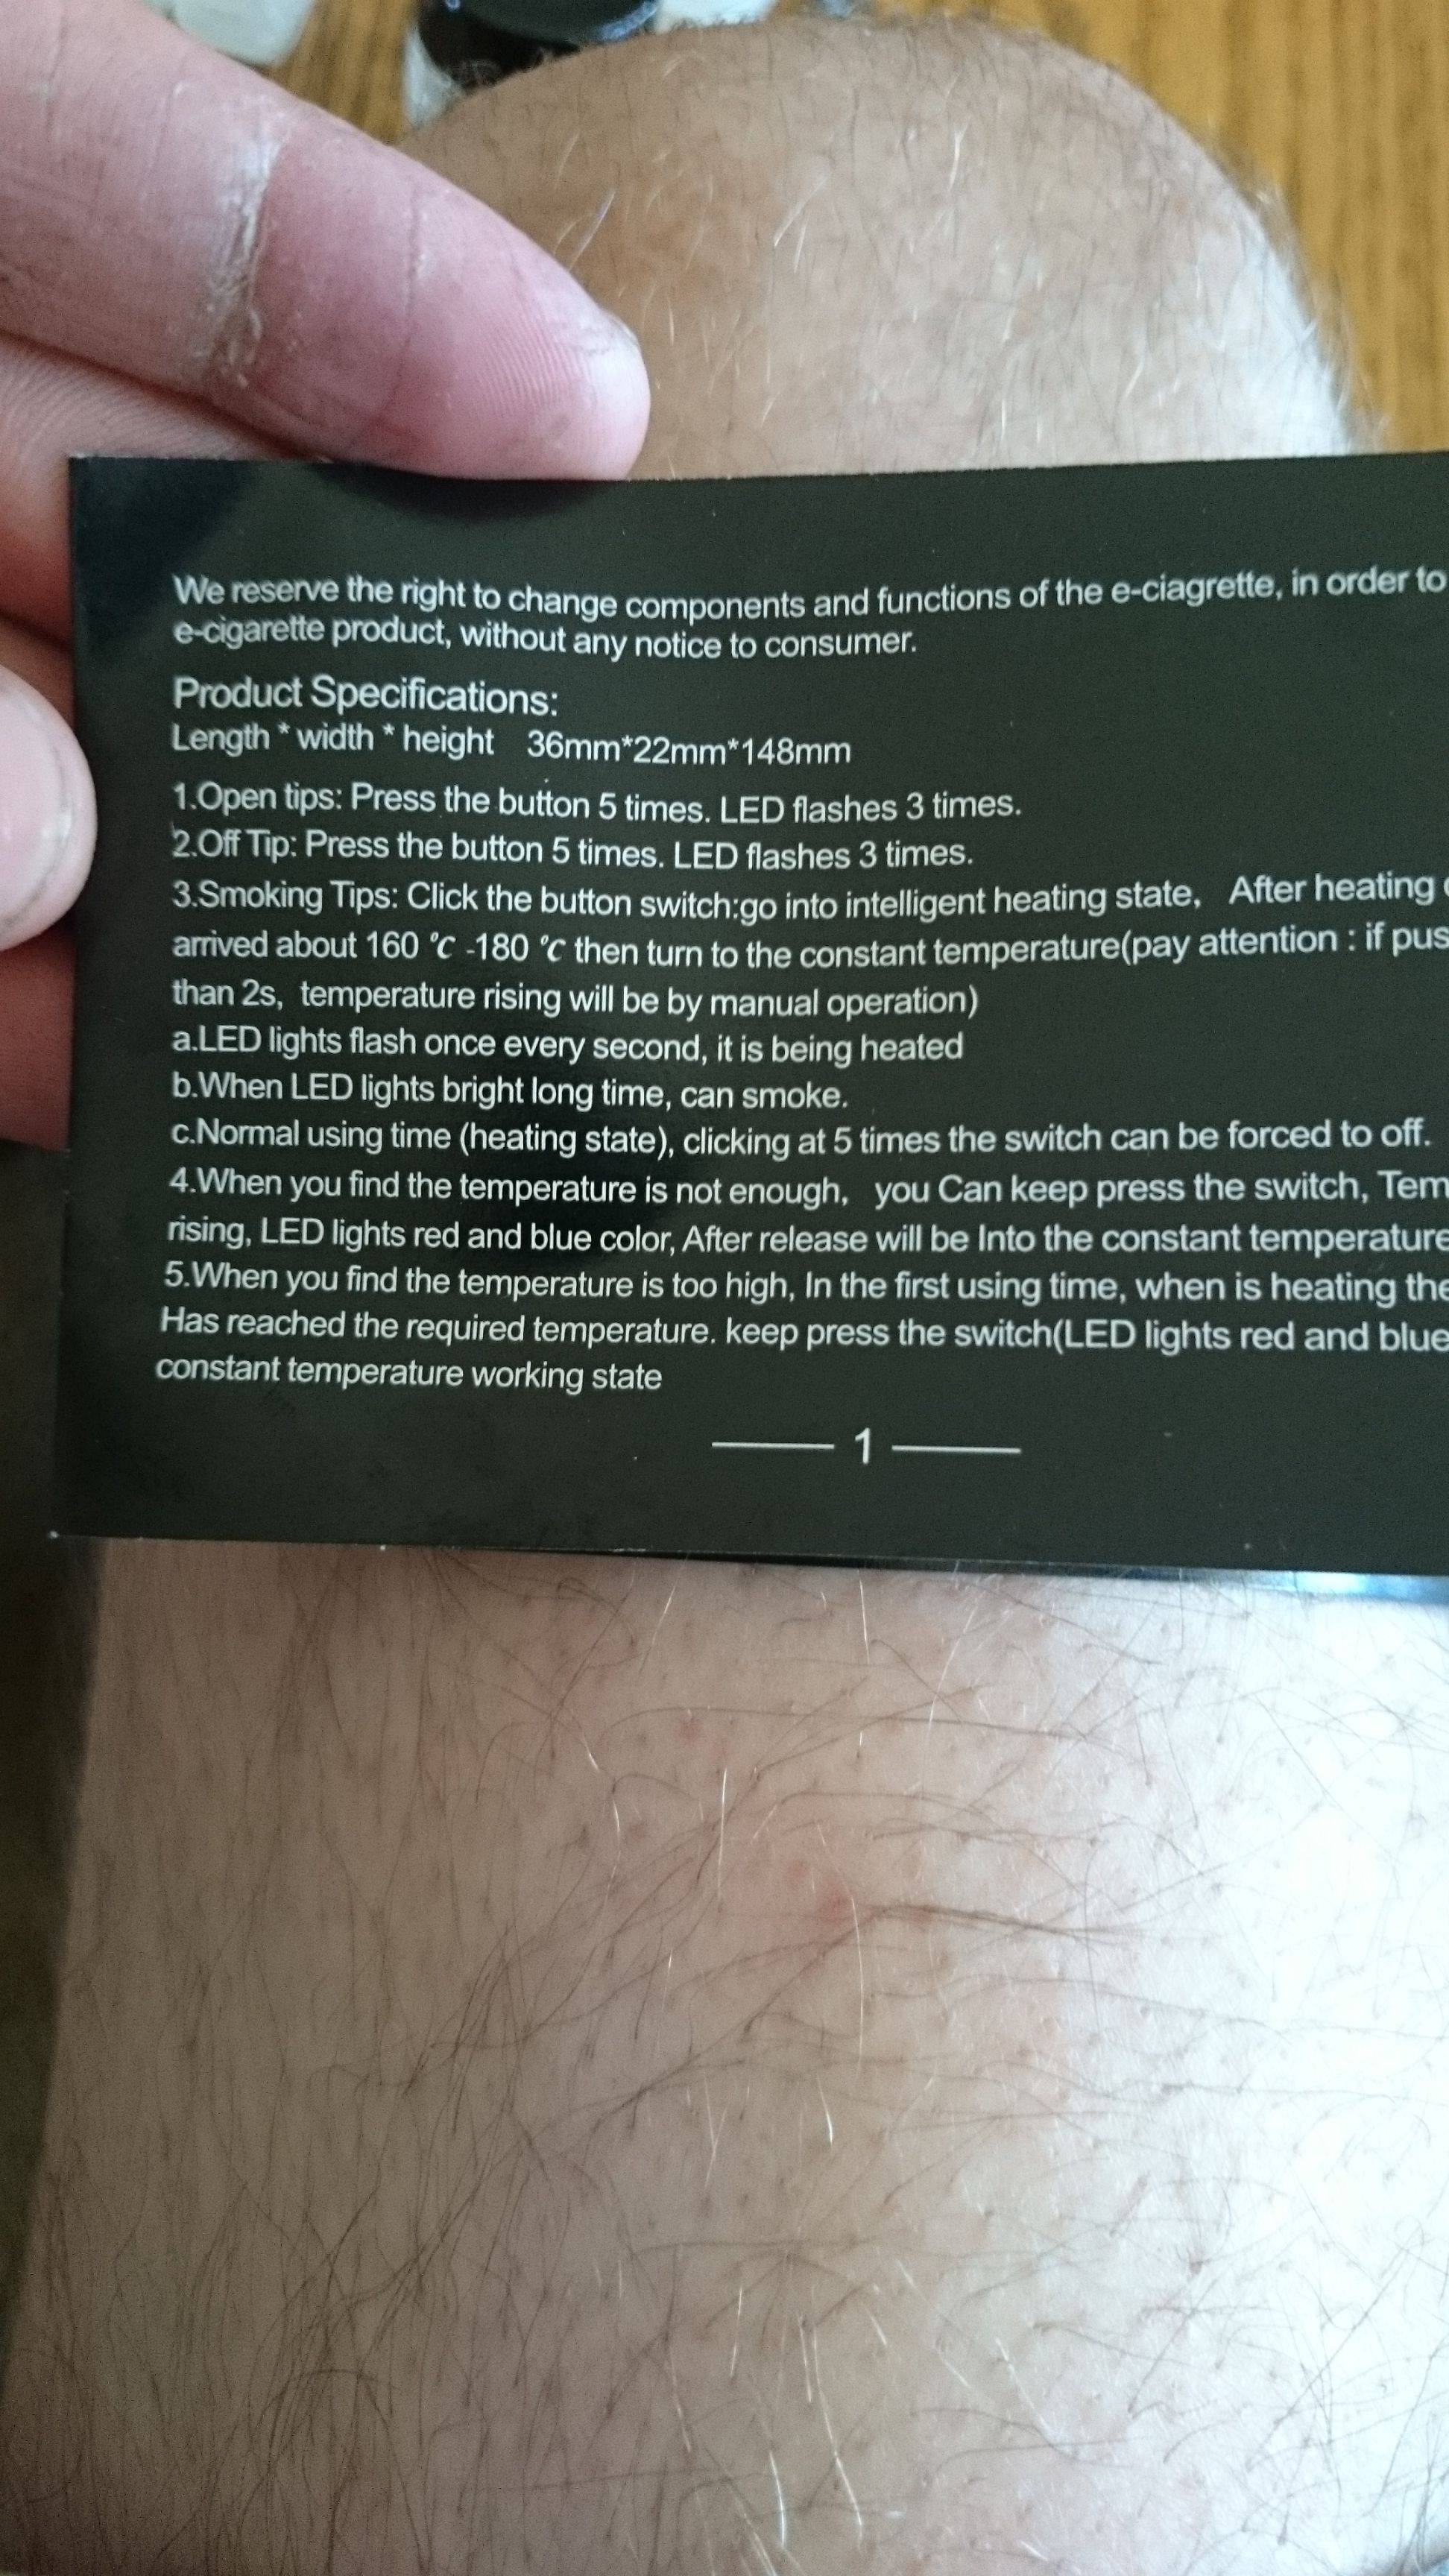 We reserve the right to change components and functions of the e-ciagrette, in order to
e-cigarette product, without any notice to consumer.
Product Specifications:
Length * width * height 36mm*22mm*148mm
1.Open tips: Press the button 5 times. LED flashes 3 times.
2.Off Tip: Press the button 5 times. LED flashes 3 times.
3.Smoking Tips: Click the button switch:go into intelligent heating state, After heating
arrived about 160 ℃ -180 ℃ then turn to the constant temperature(pay attention : if pus
than 2s, temperature rising will be by manual operation)
a.LED lights flash once every second, it is being heated
b.When LED lights bright long time, can smoke.
c.Normal using time (heating state), clicking at 5 times the switch can be forced to off.
4.When you find the temperature is not enough, you Can keep press the switch, Tem
rising, LED lights red and blue color, After release will be Into the constant temperature
5.When you find the temperature is too high, In the first using time, when is heating the
Has reached the required temperature. keep press the switch(LED lights red and blue
constant temperature working state
1